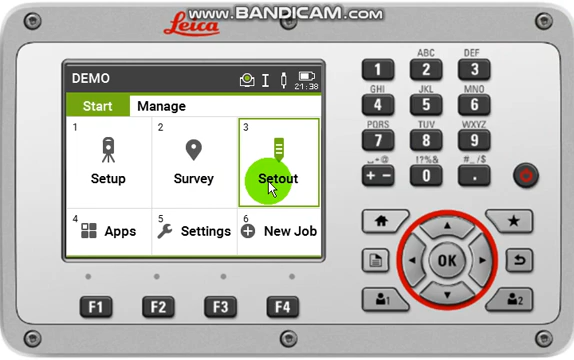 www.BANDICAM.com
Leica
DEMO
21:38
Start Manage
1 2 3
Setup Survey Setout
4 Apps 5 Settings 6 New Job
F1 F2 F3 F4
ABC DEF
1 2 3
GHI JKL MNO
4 5 6
PQRS TUV WXYZ
7 8 9
␣-@ !?%& #_/$
+ - 0 .
OK
1 2